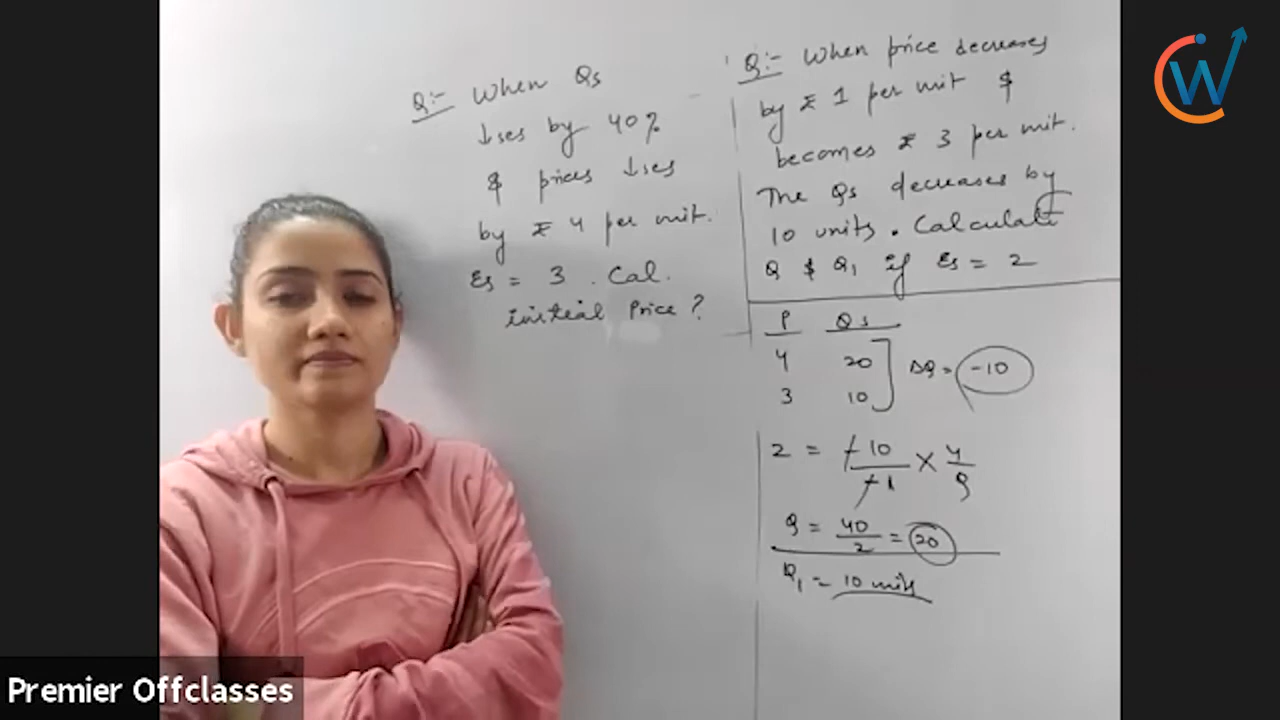 Q:- When Qs
↓ses by 40%
& prices ↓ses
by ₹ 4 per unit.
Es = 3 . Cal.
initial Price ?
Q:- When price decreases
by ₹ 1 per unit &
becomes ₹ 3 per unit.
The Qs decreases by
10 units. Calculate
Q & Q₁ if Es = 2
P Qs
4 20
3 10
ΔQ = -10
2 = -10/-1 × 4/Q
Q = 40/2 = 20
Q₁ = 10 units
CW
Premier Offclasses